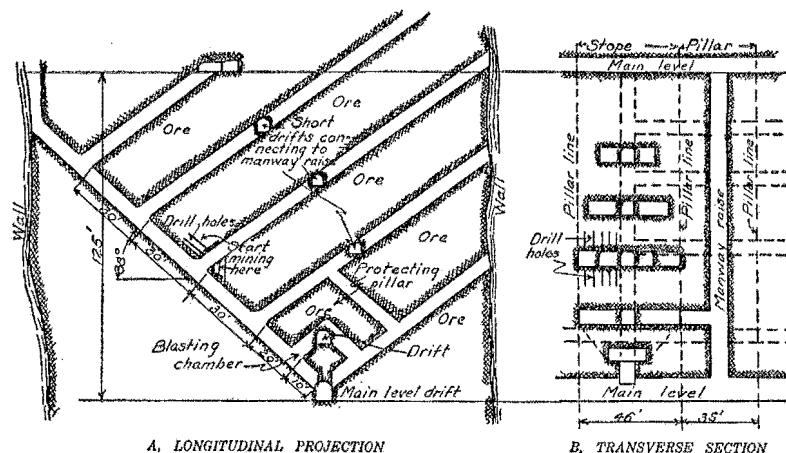 Wall
Ore
Ore
Short
drifts con-
necting to
manway raise
Ore
Drill holes
Start
mining
here
Ore
Protecting
pillar
Ore
Ore
Blasting
chamber
Drift
Main level drift
125'
30'
Wall
A, LONGITUDINAL PROJECTION
Stope
Pillar
Main level
Pillar line
Pillar line
Pillar line
Manway raise
Drill
holes
Main level
46'
35'
B, TRANSVERSE SECTION